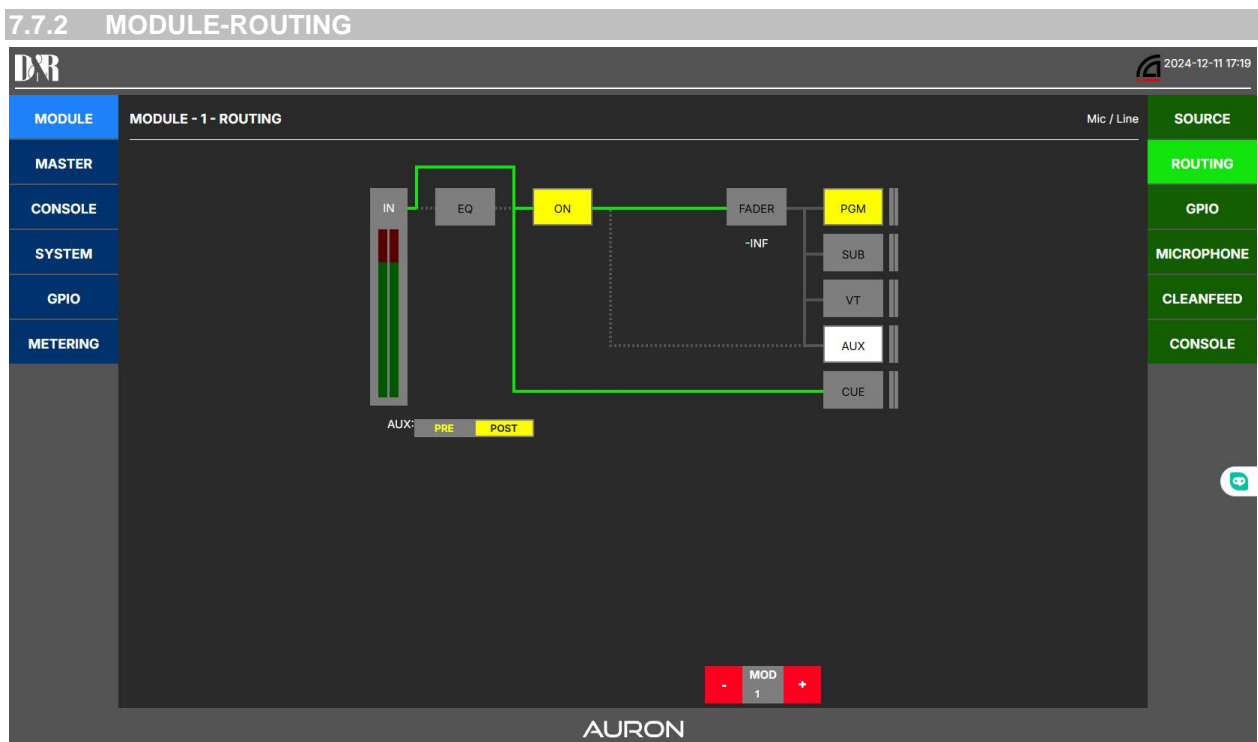 7.7.2 MODULE-ROUTING
D&R
2024-12-11 17:19
MODULE
MASTER
CONSOLE
SYSTEM
GPIO
METERING
MODULE - 1 - ROUTING
Mic / Line
IN
EQ
ON
FADER
-INF
PGM
SUB
VT
AUX
CUE
AUX:
PRE
POST
- MOD +
1
SOURCE
ROUTING
GPIO
MICROPHONE
CLEANFEED
CONSOLE
AURON